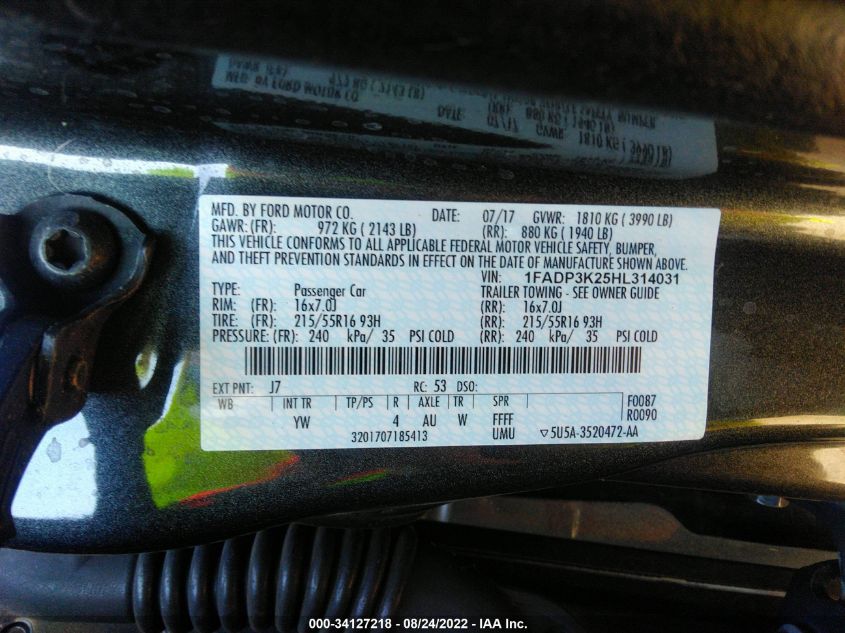 MFD. BY FORD MOTOR CO. DATE: 07/17 GVWR: 1810 KG ( 3990 LB)
GAWR: (FR): 972 KG ( 2143 LB) (RR): 880 KG ( 1940 LB)
THIS VEHICLE CONFORMS TO ALL APPLICABLE FEDERAL MOTOR VEHICLE SAFETY, BUMPER,
AND THEFT PREVENTION STANDARDS IN EFFECT ON THE DATE OF MANUFACTURE SHOWN ABOVE.
VIN: 1FADP3K25HL314031
TYPE: Passenger Car TRAILER TOWING - SEE OWNER GUIDE
RIM: (FR): 16x7.0J (RR): 16x7.0J
TIRE: (FR): 215/55R16 93H (RR): 215/55R16 93H
PRESSURE: (FR): 240 kPa/ 35 PSI COLD (RR): 240 kPa/ 35 PSI COLD
EXT PNT: J7 RC: 53 DSO:
WB INT TR TP/PS R AXLE TR SPR F0087
YW 4 AU W FFFF R0090
3201707185413 UMU ▽5U5A-3520472-AA
000-34127218 - 08/24/2022 - IAA Inc.